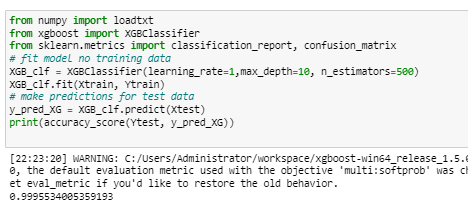 from numpy import loadtxt
from xgboost import XGBClassifier
from sklearn.metrics import classification_report, confusion_matrix
# fit model no training data
XGB_clf = XGBClassifier(learning_rate=1,max_depth=10, n_estimators=500)
XGB_clf.fit(Xtrain, Ytrain)
# make predictions for test data
y_pred_XG = XGB_clf.predict(Xtest)
print(accuracy_score(Ytest, y_pred_XG))
[22:23:20] WARNING: C:/Users/Administrator/workspace/xgboost-win64_release_1.5.
0, the default evaluation metric used with the objective 'multi:softprob' was
et eval_metric if you'd like to restore the old behavior.
0.9995534005359193